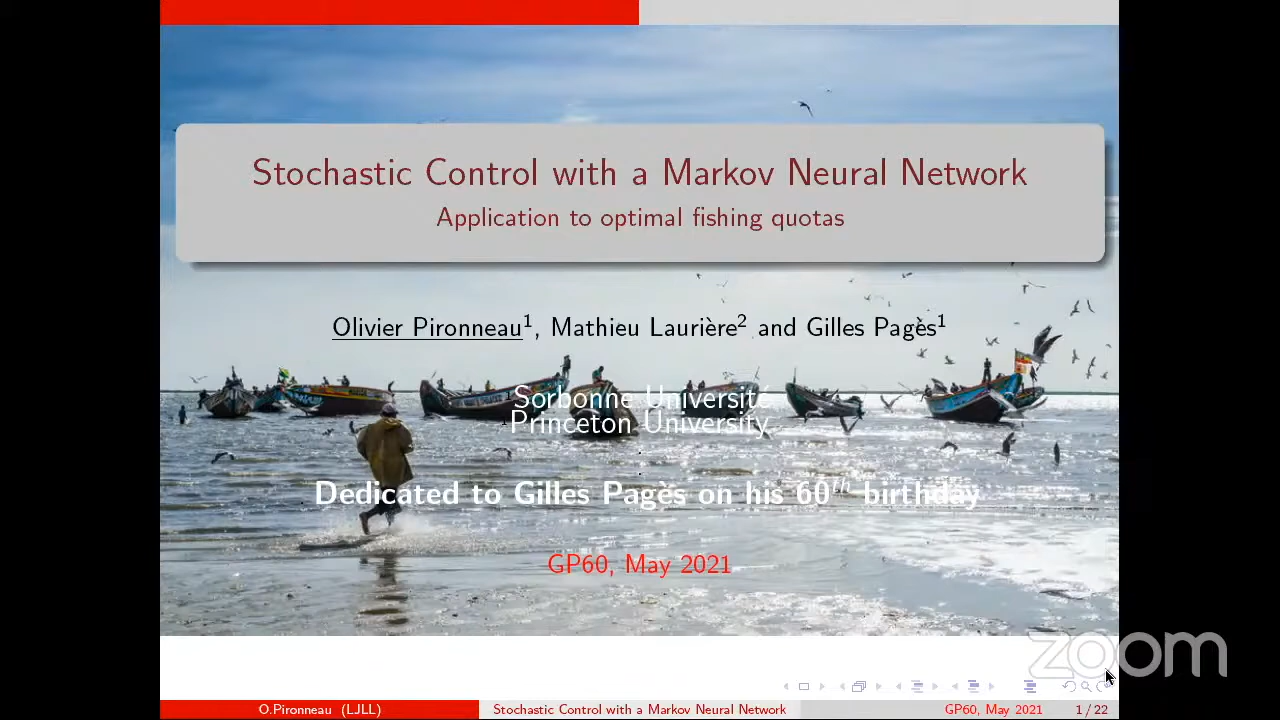 Stochastic Control with a Markov Neural Network
Application to optimal fishing quotas
Olivier Pironneau¹, Mathieu Laurière² and Gilles Pagès¹
Sorbonne Université
Princeton University
Dedicated to Gilles Pagès on his 60th birthday
GP60, May 2021
zoom
O.Pironneau (LJLL) Stochastic Control with a Markov Neural Network GP60, May 2021 1 / 22